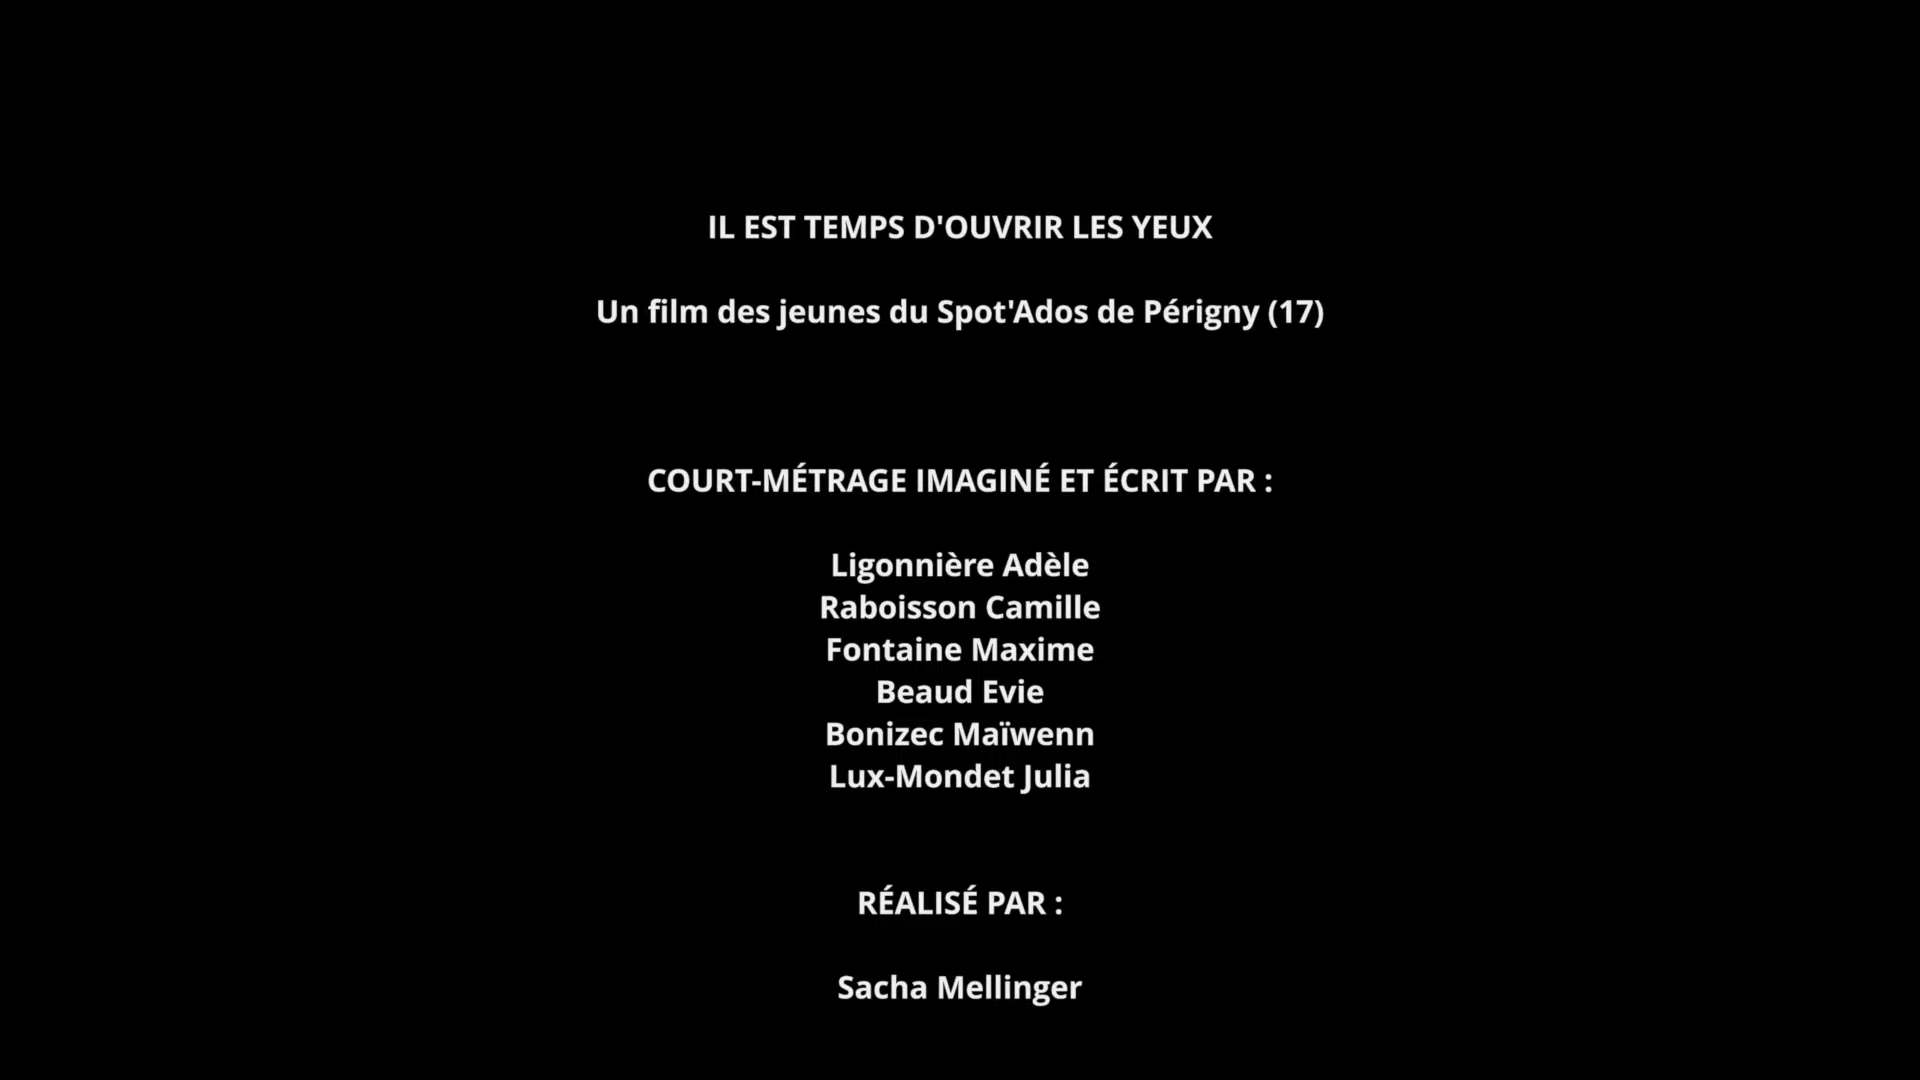 IL EST TEMPS D'OUVRIR LES YEUX
Un film des jeunes du Spot'Ados de Périgny (17)
COURT-MÉTRAGE IMAGINÉ ET ÉCRIT PAR :
Ligonnière Adèle
Raboisson Camille
Fontaine Maxime
Beaud Evie
Bonizec Maïwenn
Lux-Mondet Julia
RÉALISÉ PAR :
Sacha Mellinger